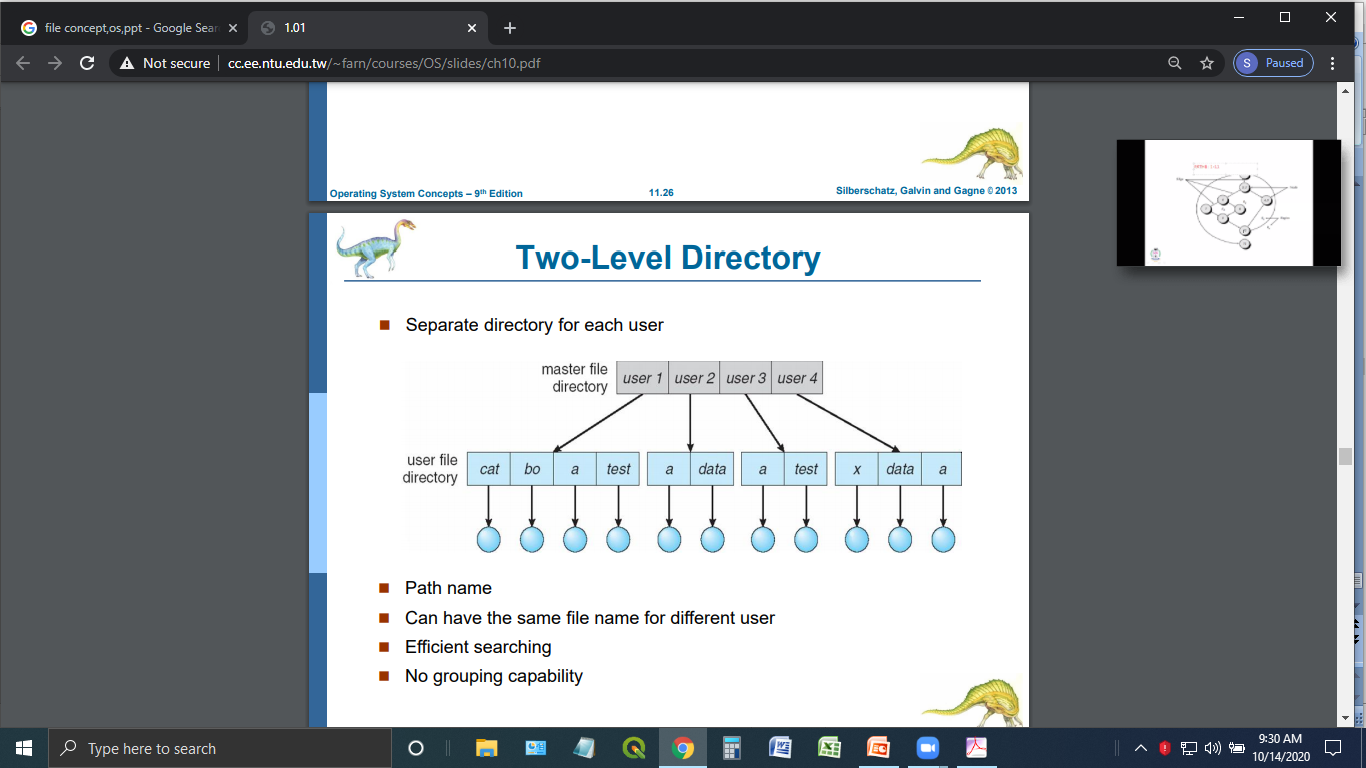 file concept,os,ppt - Google Sear
1.01
Not secure
cc.ee.ntu.edu.tw/~farn/courses/OS/slides/ch10.pdf
S
Paused
Operating System Concepts – 9th Edition
11.26
Silberschatz, Galvin and Gagne © 2013
Two-Level Directory
Separate directory for each user
master file
directory
user 1 user 2 user 3 user 4
user file
directory
cat bo a test a data a test x data a
Path name
Can have the same file name for different user
Efficient searching
No grouping capability
Type here to search
9:30 AM
10/14/2020